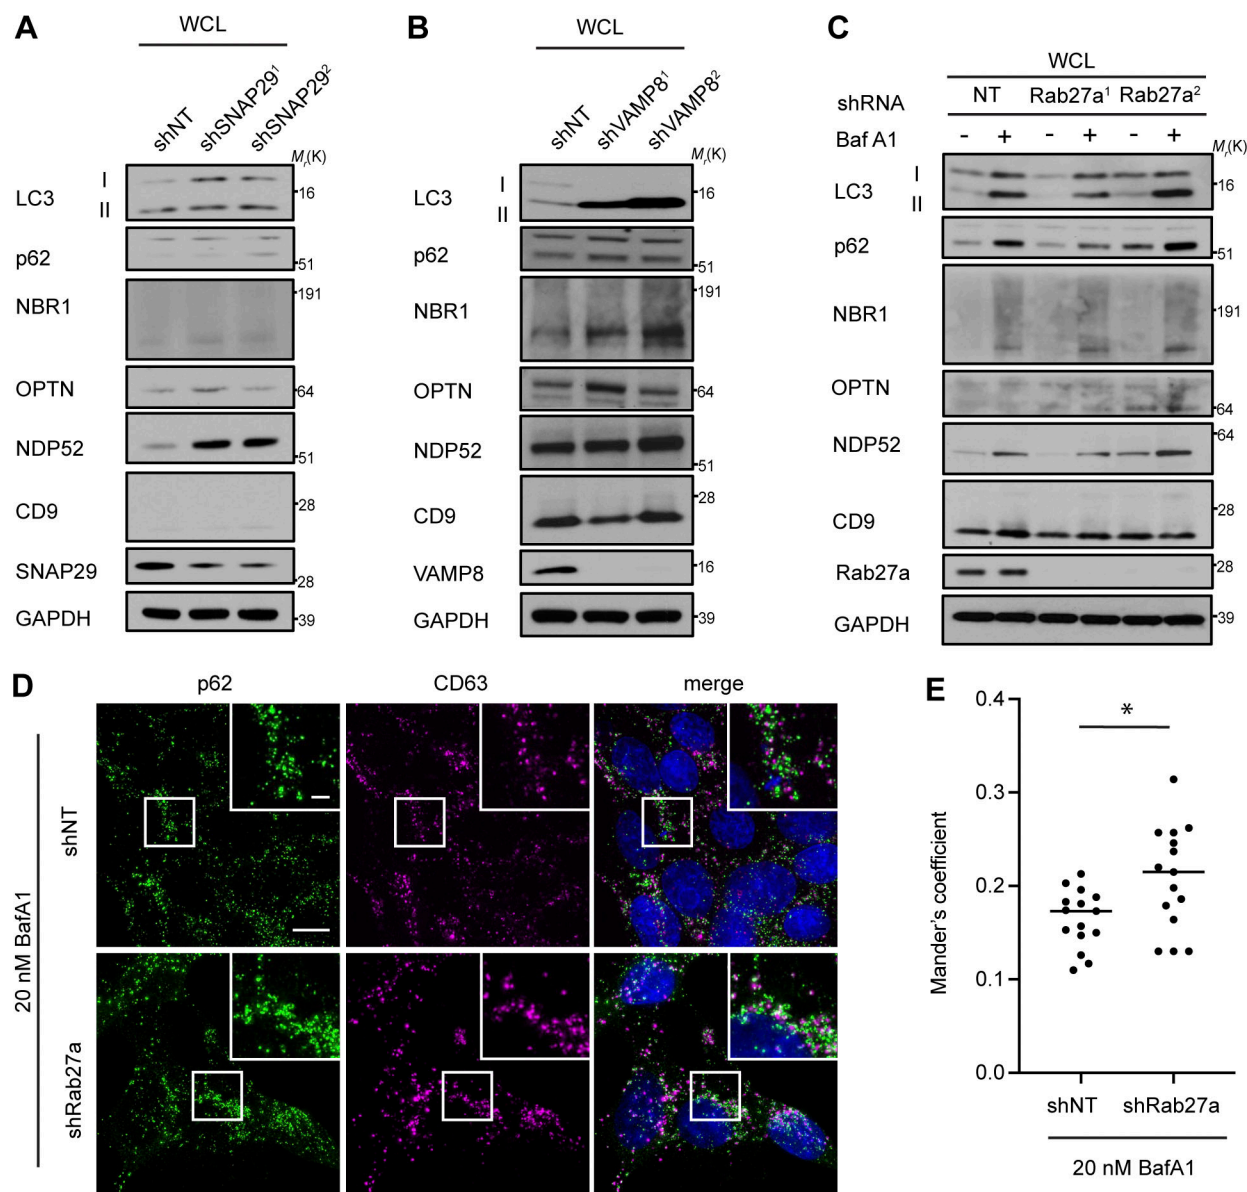 A
WCL
shNT
shSNAP29¹
shSNAP29²
Mr(K)
LC3
I
II
16
p62
51
NBR1
191
OPTN
64
NDP52
51
CD9
28
SNAP29
28
GAPDH
39
B
WCL
shNT
shVAMP8¹
shVAMP8²
Mr(K)
LC3
I
II
16
p62
51
NBR1
191
OPTN
64
NDP52
51
CD9
28
VAMP8
16
GAPDH
39
C
WCL
shRNA NT Rab27a¹ Rab27a²
Baf A1 - + - + - +
Mr(K)
LC3
I
II
16
p62
51
NBR1
191
OPTN
64
NDP52
64
CD9
28
Rab27a
28
GAPDH
39
D
p62 CD63 merge
20 nM BafA1
shNT
shRab27a
E
Mander's coefficient
0.4
0.3
0.2
0.1
0.0
*
shNT shRab27a
20 nM BafA1